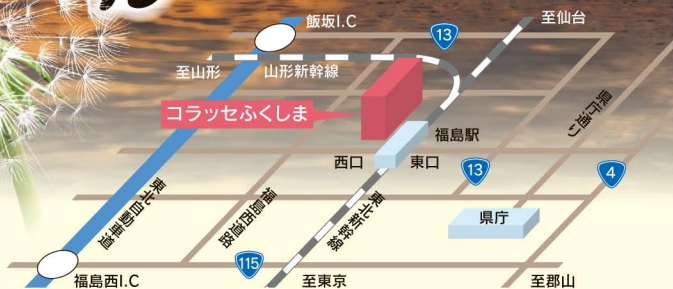 飯坂I.C
13
至仙台
至山形
山形新幹線
コラッセふくしま
県庁通り
福島駅
西口
東口
13
4
東北自動車道
福島西道路
東北新幹線
県庁
115
福島西I.C
至東京
至郡山